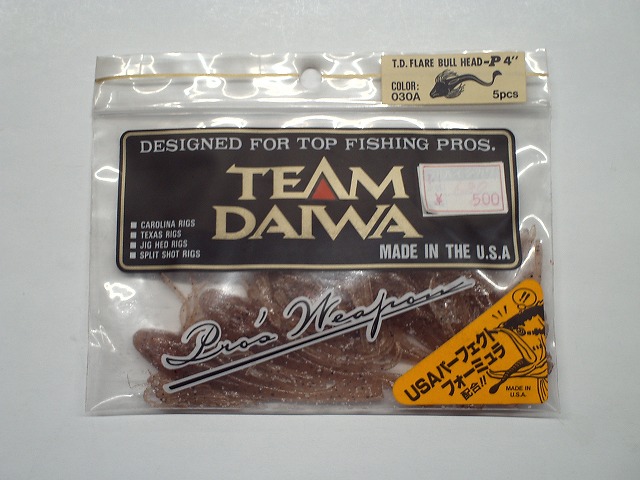 T.D. FLARE BULL HEAD-P 4"
COLOR:
030A
5pcs
DESIGNED FOR TOP FISHING PROS.
TEAM
DAIWA
¥ 500
CAROLINA RIGS
TEXAS RIGS
JIG HED RIGS
SPLIT SHOT RIGS
MADE IN THE U.S.A
Pro's Weapon
!!
USAパーフェクト
フォーミュラ
配合!!
MADE IN
U.S.A.